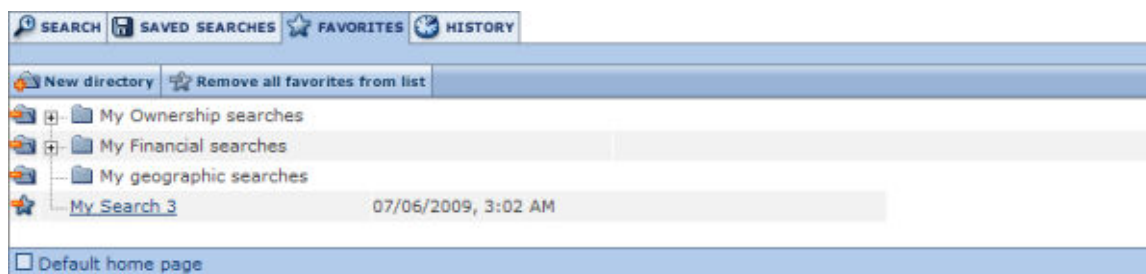 SEARCH SAVED SEARCHES FAVORITES HISTORY
New directory Remove all favorites from list
My Ownership searches
My Financial searches
My geographic searches
My Search 3 07/06/2009, 3:02 AM
Default home page